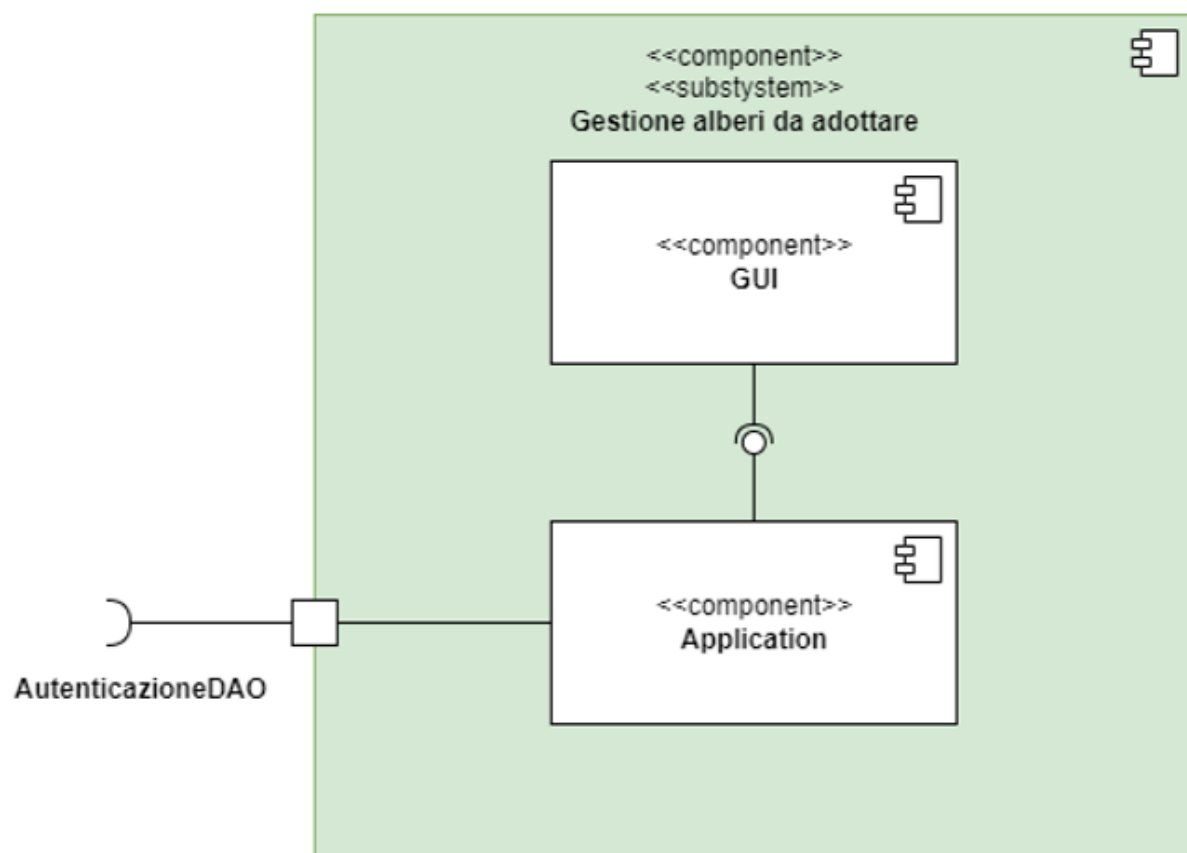 <<component>>
<<substystem>>
Gestione alberi da adottare
<<component>>
GUI
<<component>>
Application
AutenticazioneDAO